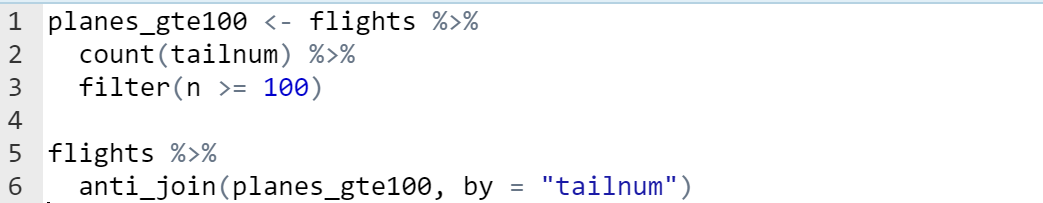 1 planes_gte100 <- flights %>%
2   count(tailnum) %>%
3   filter(n >= 100)
4
5 flights %>%
6   anti_join(planes_gte100, by = "tailnum")